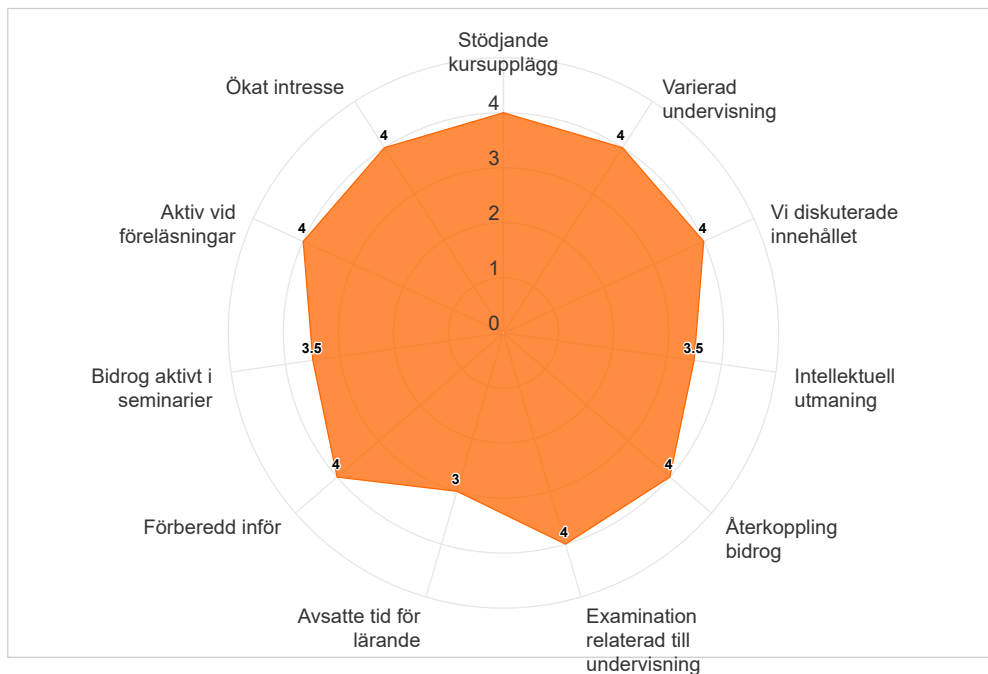 Stödjande
kursupplägg
Ökat intresse
Varierad
undervisning
4
4
4
3
Aktiv vid
föreläsningar
4
2
4
Vi diskuterade
innehållet
1
0
3.5
3.5
Bidrog aktivt i
seminarier
Intellektuell
utmaning
4
3
4
Förberedd inför
Återkoppling
bidrog
4
Avsatte tid för
lärande
Examination
relaterad till
undervisning